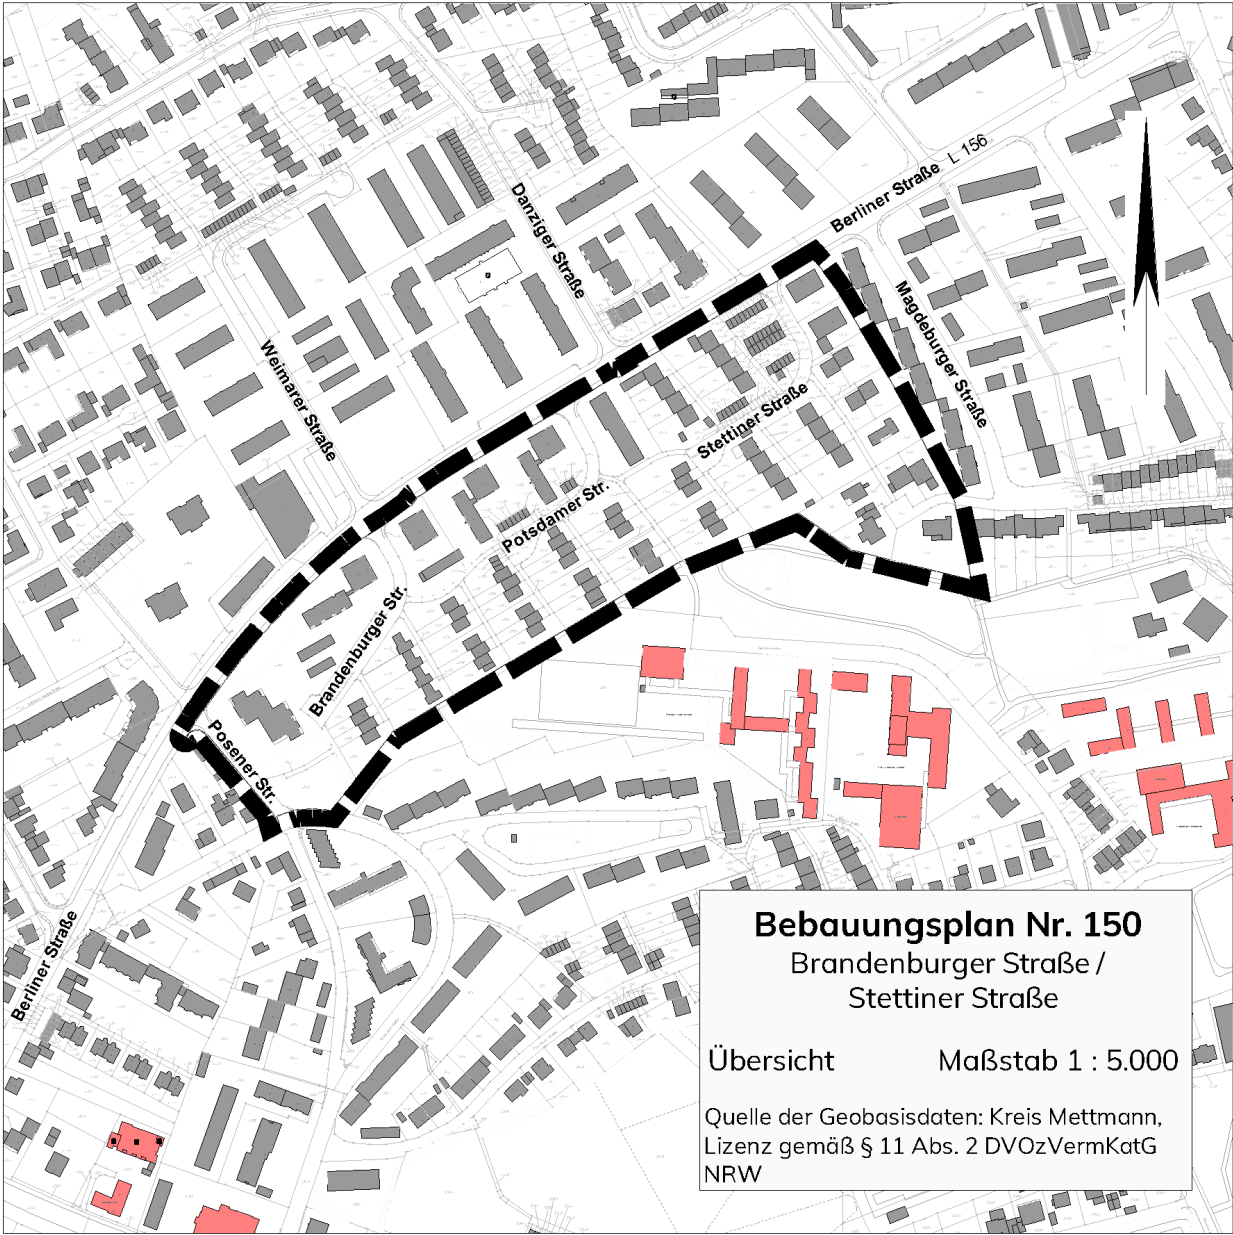 Berliner Straße L 156
Danziger Straße
Magdeburger Straße
Weimarer Straße
Stettiner Straße
Potsdamer Str.
Brandenburger Str.
Posener Str.
Berliner Straße
Bebauungsplan Nr. 150
Brandenburger Straße /
Stettiner Straße
Übersicht Maßstab 1 : 5.000
Quelle der Geobasisdaten: Kreis Mettmann,
Lizenz gemäß § 11 Abs. 2 DVOzVermKatG
NRW